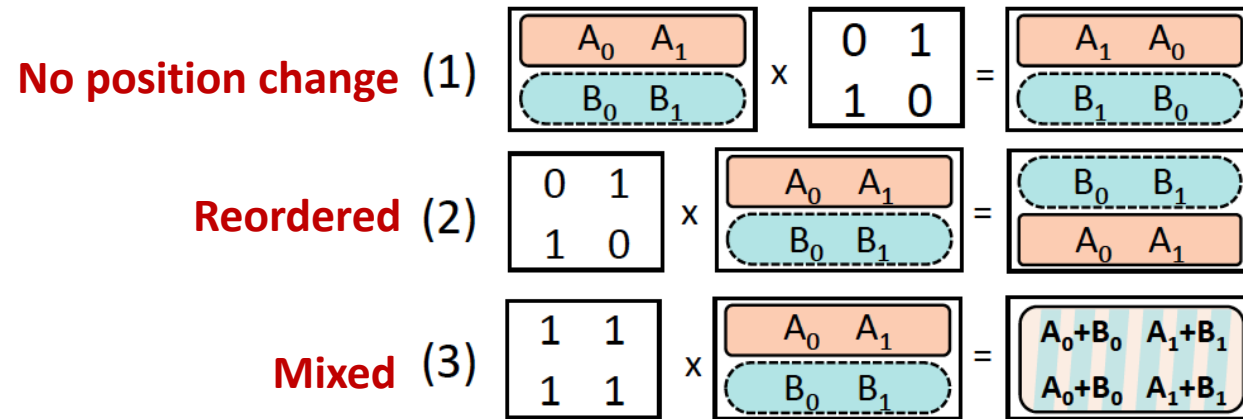 No position change (1) A₀ A₁ x 0 1 = A₁ A₀
B₀ B₁ 1 0 B₁ B₀
Reordered (2) 0 1 x A₀ A₁ = B₀ B₁
1 0 B₀ B₁ A₀ A₁
Mixed (3) 1 1 x A₀ A₁ = A₀+B₀ A₁+B₁
1 1 B₀ B₁ A₀+B₀ A₁+B₁